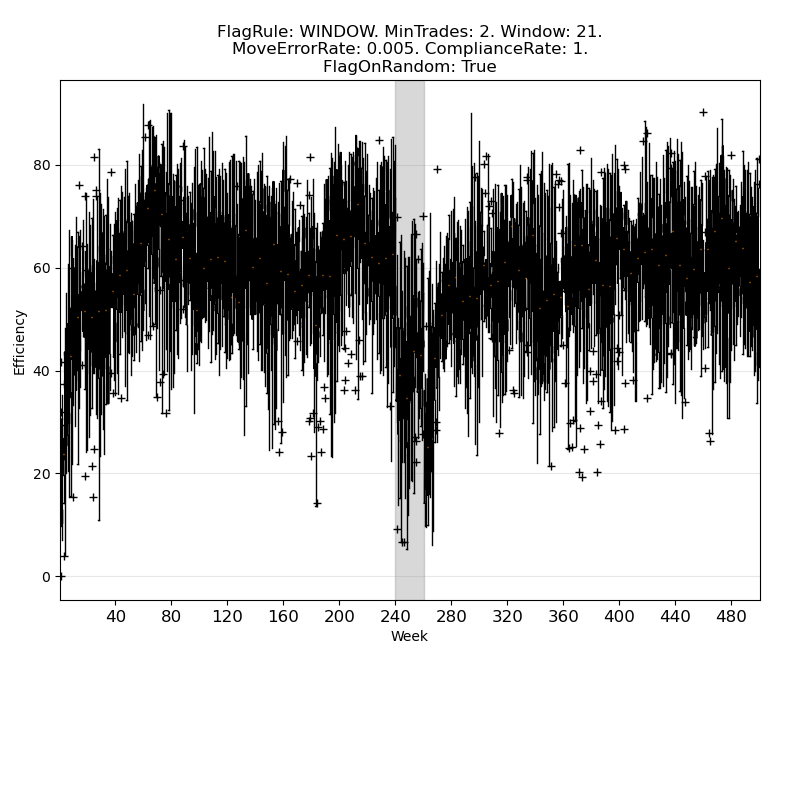 FlagRule: WINDOW. MinTrades: 2. Window: 21.
MoveErrorRate: 0.005. ComplianceRate: 1.
FlagOnRandom: True
80
60
40
20
0
Efficiency
40 80 120 160 200 240 280 320 360 400 440 480
Week